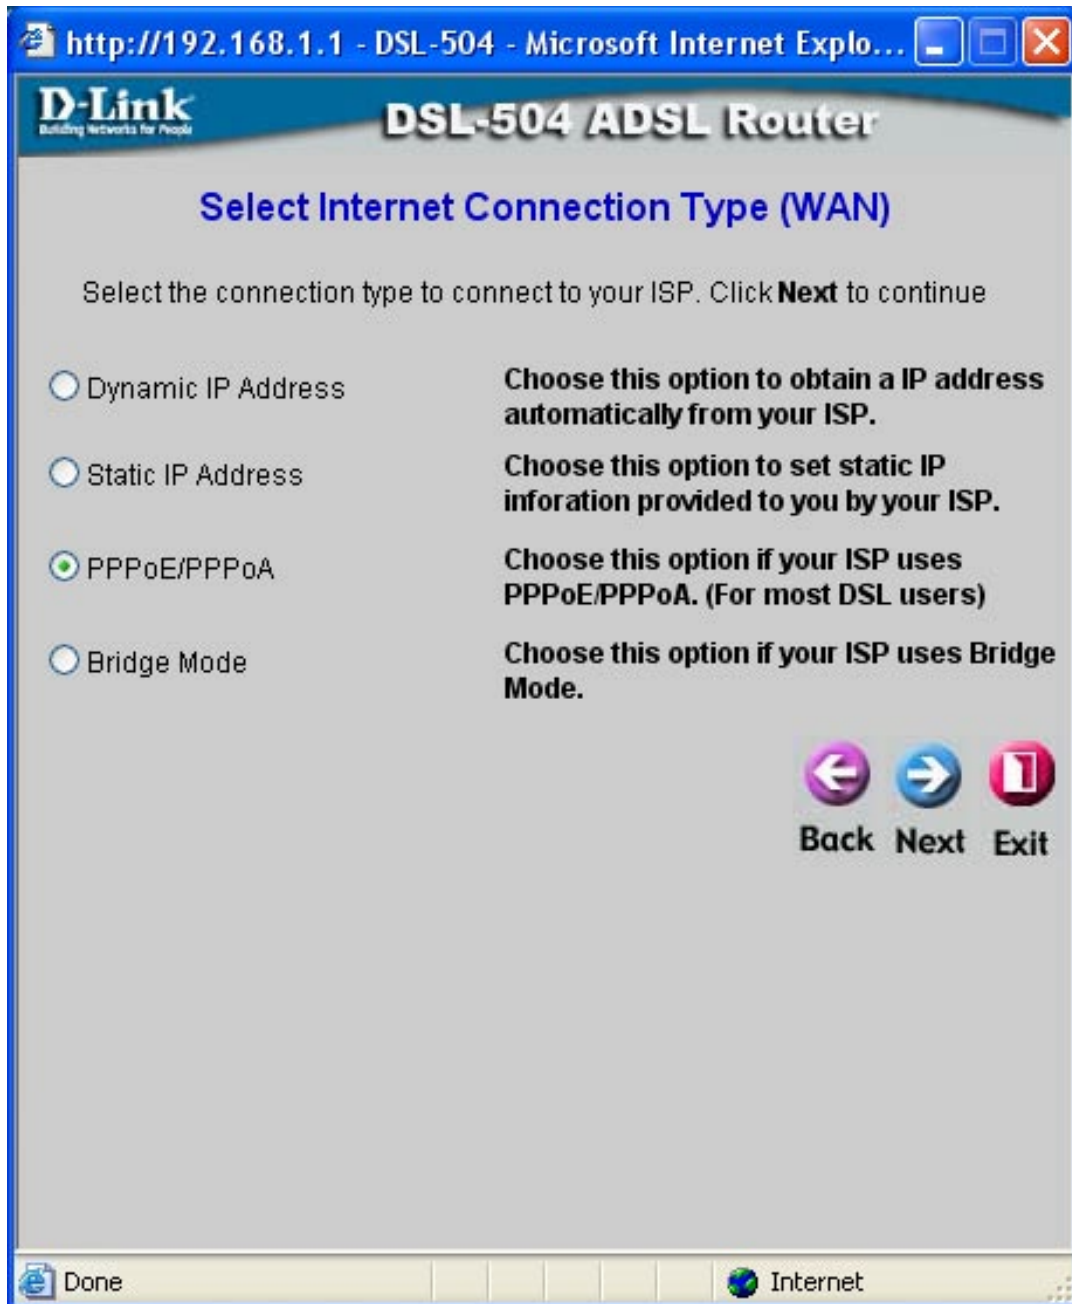 http://192.168.1.1 - DSL-504 - Microsoft Internet Explo...
D-Link
Building Networks for People
DSL-504 ADSL Router
Select Internet Connection Type (WAN)
Select the connection type to connect to your ISP. Click Next to continue
Dynamic IP Address
Choose this option to obtain a IP address
automatically from your ISP.
Static IP Address
Choose this option to set static IP
inforation provided to you by your ISP.
PPPoE/PPPoA
Choose this option if your ISP uses
PPPoE/PPPoA. (For most DSL users)
Bridge Mode
Choose this option if your ISP uses Bridge
Mode.
Back Next Exit
Done
Internet